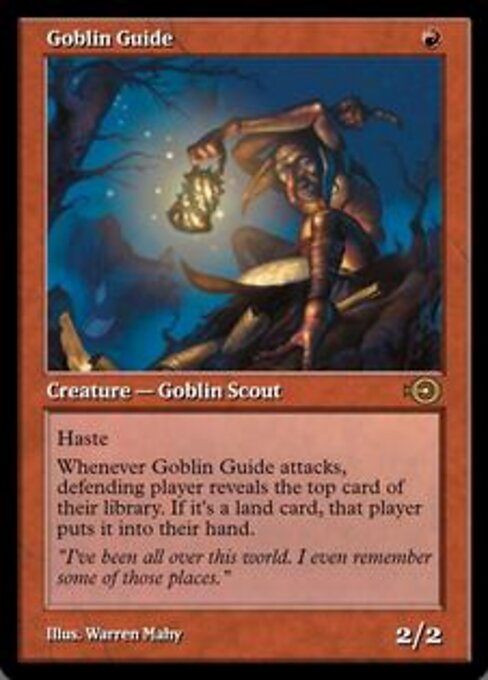 Goblin Guide
Creature — Goblin Scout
Haste
Whenever Goblin Guide attacks,
defending player reveals the top card of
their library. If it's a land card, that player
puts it into their hand.
"I've been all over this world. I even remember
some of those places."
Illus. Warren Mahy
2/2